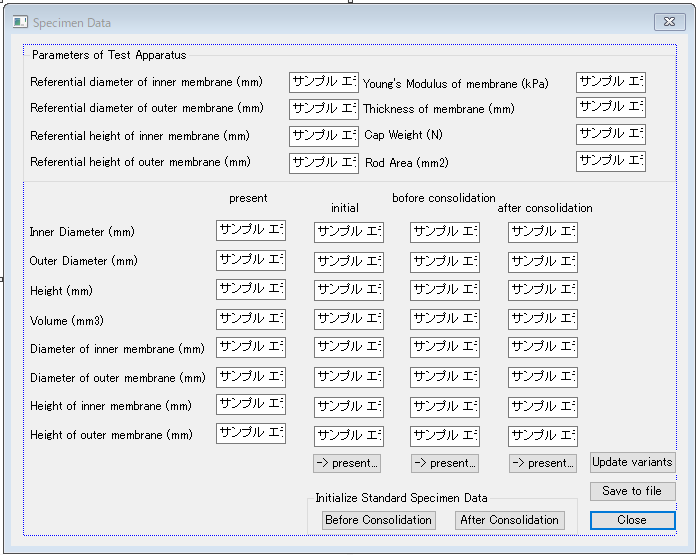 Specimen Data
Parameters of Test Apparatus
Referential diameter of inner membrane (mm) サンプル エ Young's Modulus of membrane (kPa) サンプル エ
Referential diameter of outer membrane (mm) サンプル エ Thickness of membrane (mm) サンプル エ
Referential height of inner membrane (mm) サンプル エ Cap Weight (N) サンプル エ
Referential height of outer membrane (mm) サンプル エ Rod Area (mm2) サンプル エ
present initial bofore consolidation after consolidation
Inner Diameter (mm) サンプル エ サンプル エ サンプル エ サンプル エ
Outer Diameter (mm) サンプル エ サンプル エ サンプル エ サンプル エ
Height (mm) サンプル エ サンプル エ サンプル エ サンプル エ
Volume (mm3) サンプル エ サンプル エ サンプル エ サンプル エ
Diameter of inner membrane (mm) サンプル エ サンプル エ サンプル エ サンプル エ
Diameter of outer membrane (mm) サンプル エ サンプル エ サンプル エ サンプル エ
Height of inner membrane (mm) サンプル エ サンプル エ サンプル エ サンプル エ
Height of outer membrane (mm) サンプル エ サンプル エ サンプル エ サンプル エ
-> present... -> present... -> present... Update variants
Save to file
Initialize Standard Specimen Data
Before Consolidation After Consolidation Close